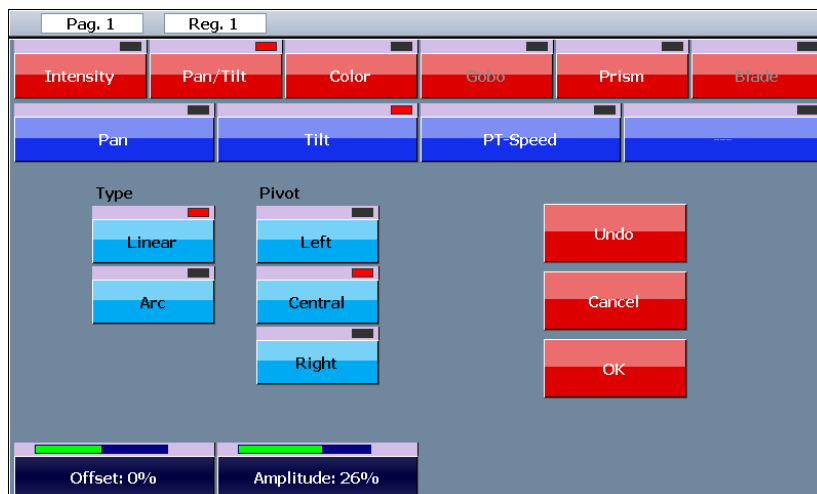 Pag. 1 Reg. 1
Intensity Pan/Tilt Color Gobo Prism Blade
Pan Tilt PT-Speed ---
Type Pivot
Linear Left Undo
Arc Central Cancel
Right OK
Offset: 0% Amplitude: 26%